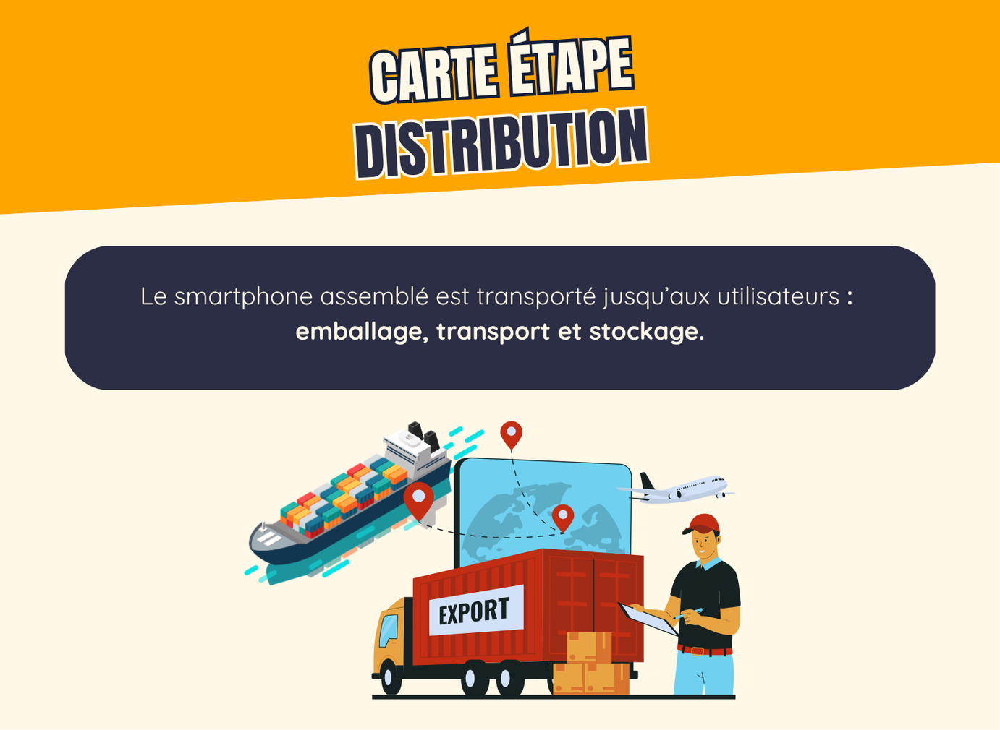 CARTE ÉTAPE
DISTRIBUTION
Le smartphone assemblé est transporté jusqu’aux utilisateurs :
emballage, transport et stockage.
EXPORT